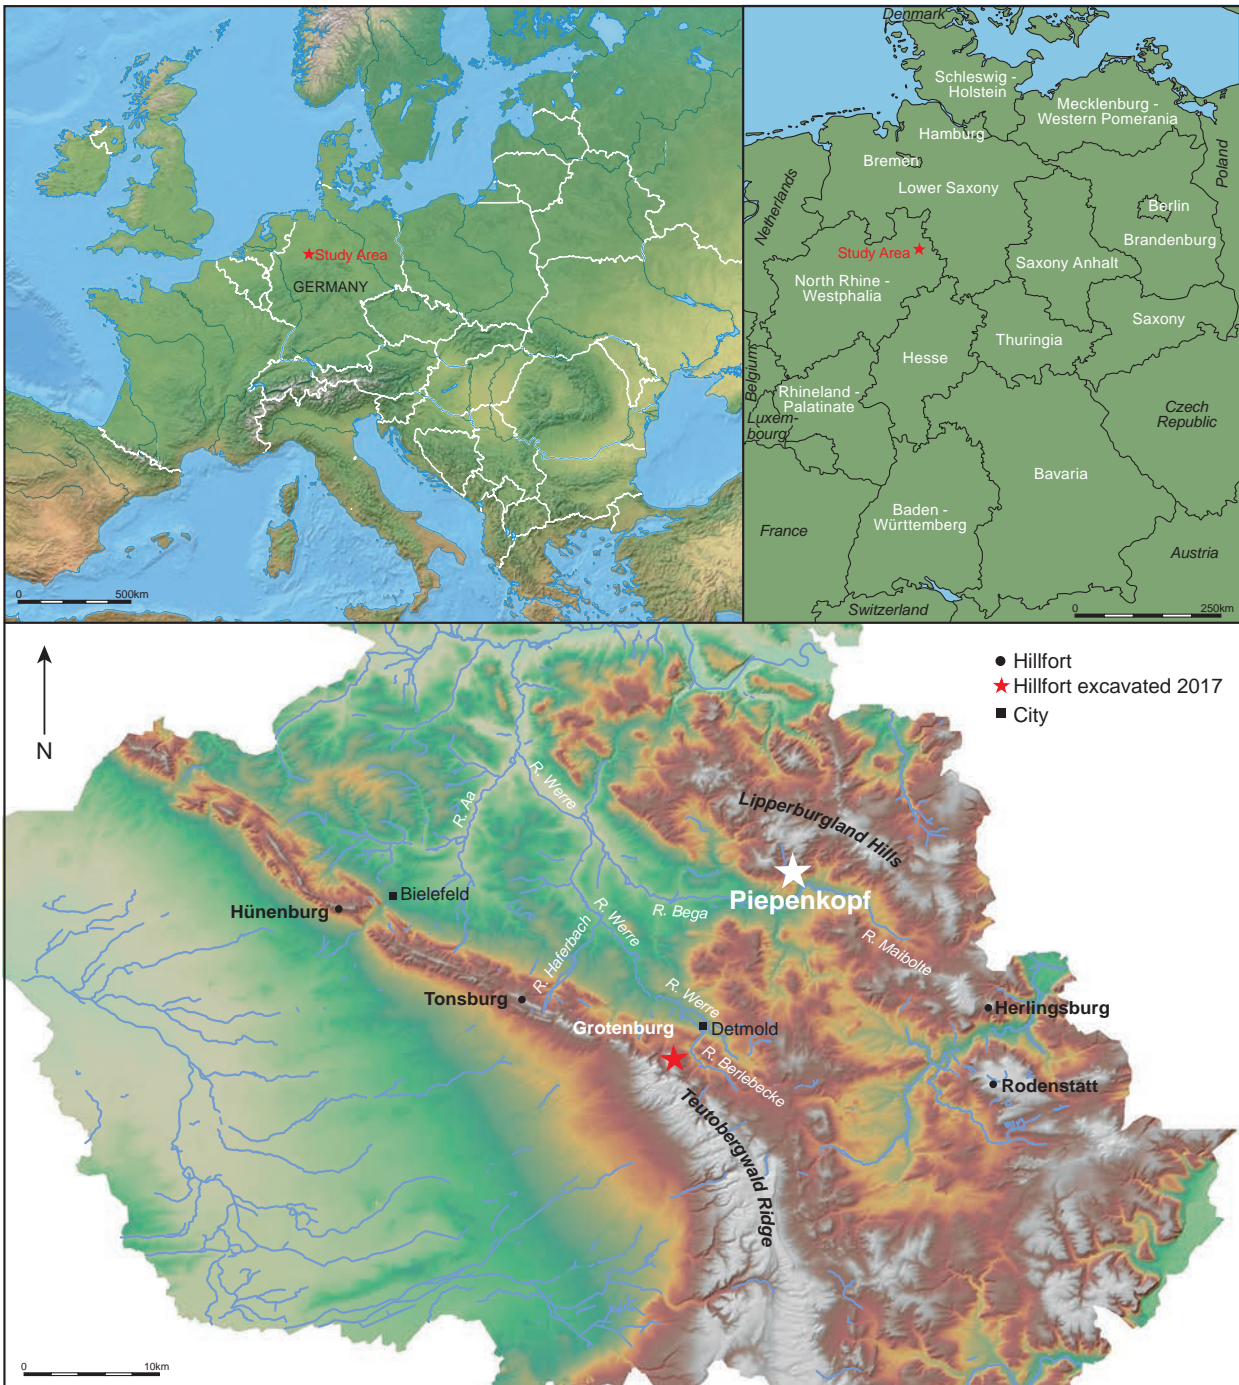 Study Area
GERMANY
0
500km
Denmark
Schleswig -
Holstein
Mecklenburg -
Western Pomerania
Hamburg
Bremen
Lower Saxony
Netherlands
Poland
Berlin
Brandenburg
Study Area
Saxony Anhalt
North Rhine -
Westphalia
Saxony
Thuringia
Hesse
Belgium
Rhineland -
Palatinate
Luxem-
bourg
Czech
Republic
Bavaria
Baden -
Württemberg
France
Austria
Switzerland
0
250km
N
Hillfort
Hillfort excavated 2017
City
R. Werre
R. Aa
Lipperburgland Hills
Bielefeld
Piepenkopf
Hünenburg
R. Bega
R. Werre
R. Haferbach
R. Maibolte
Tonsburg
R. Werre
Herlingsburg
Grotenburg
Detmold
R. Berlebecke
Rodenstatt
Teutobergwald Ridge
0
10km